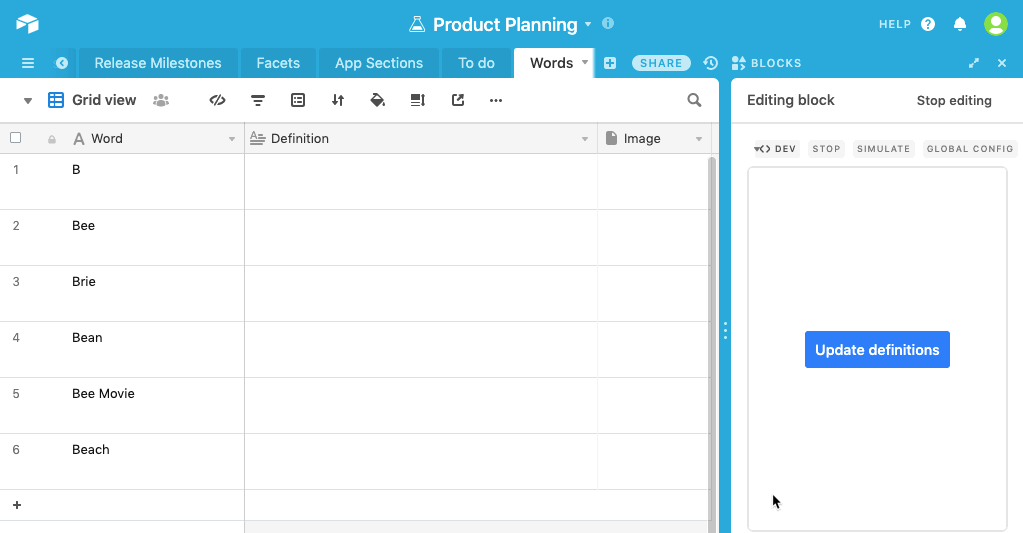 Product Planning
HELP ?
Release Milestones Facets App Sections To do Words SHARE BLOCKS
Grid view
Editing block Stop editing
A Word A Definition Image
<> DEV STOP SIMULATE GLOBAL CONFIG
1 B
2 Bee
3 Brie
4 Bean
5 Bee Movie
6 Beach
+
Update definitions